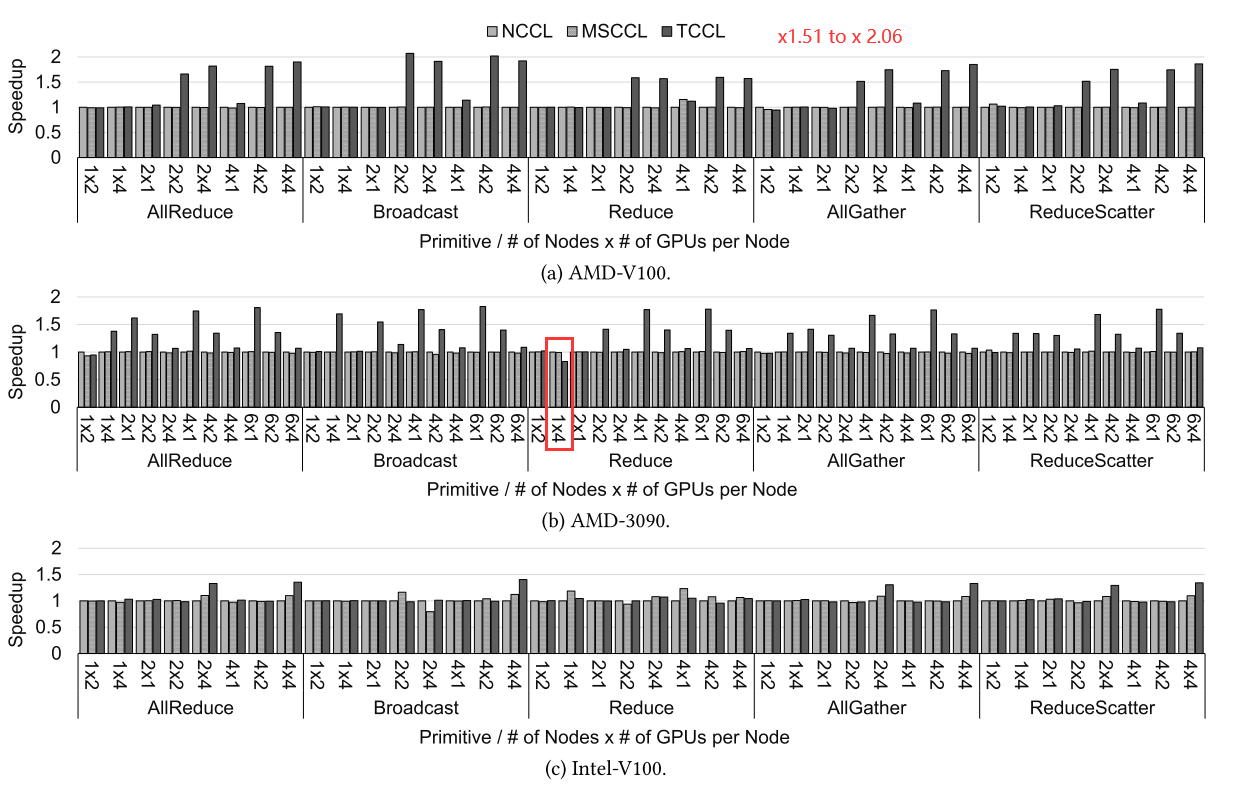 NCCL MSCCL TCCL
x1.51 to x 2.06
Speedup
2
1.5
1
0.5
0
1x2 1x4 2x1 2x2 2x4 4x1 4x2 4x4 1x2 1x4 2x1 2x2 2x4 4x1 4x2 4x4 1x2 1x4 2x1 2x2 2x4 4x1 4x2 4x4 1x2 1x4 2x1 2x2 2x4 4x1 4x2 4x4 1x2 1x4 2x1 2x2 2x4 4x1 4x2 4x4
AllReduce Broadcast Reduce AllGather ReduceScatter
Primitive / # of Nodes x # of GPUs per Node
(a) AMD-V100.
Speedup
2
1.5
1
0.5
0
1x2 1x4 2x1 2x2 2x4 4x1 4x2 4x4 6x1 6x2 6x4 1x2 1x4 2x1 2x2 2x4 4x1 4x2 4x4 6x1 6x2 6x4 1x2 1x4 2x1 2x2 2x4 4x1 4x2 4x4 6x1 6x2 6x4 1x2 1x4 2x1 2x2 2x4 4x1 4x2 4x4 6x1 6x2 6x4 1x2 1x4 2x1 2x2 2x4 4x1 4x2 4x4 6x1 6x2 6x4
AllReduce Broadcast Reduce AllGather ReduceScatter
Primitive / # of Nodes x # of GPUs per Node
(b) AMD-3090.
Speedup
2
1.5
1
0.5
0
1x2 1x4 2x1 2x2 2x4 4x1 4x2 4x4 1x2 1x4 2x1 2x2 2x4 4x1 4x2 4x4 1x2 1x4 2x1 2x2 2x4 4x1 4x2 4x4 1x2 1x4 2x1 2x2 2x4 4x1 4x2 4x4 1x2 1x4 2x1 2x2 2x4 4x1 4x2 4x4
AllReduce Broadcast Reduce AllGather ReduceScatter
Primitive / # of Nodes x # of GPUs per Node
(c) Intel-V100.